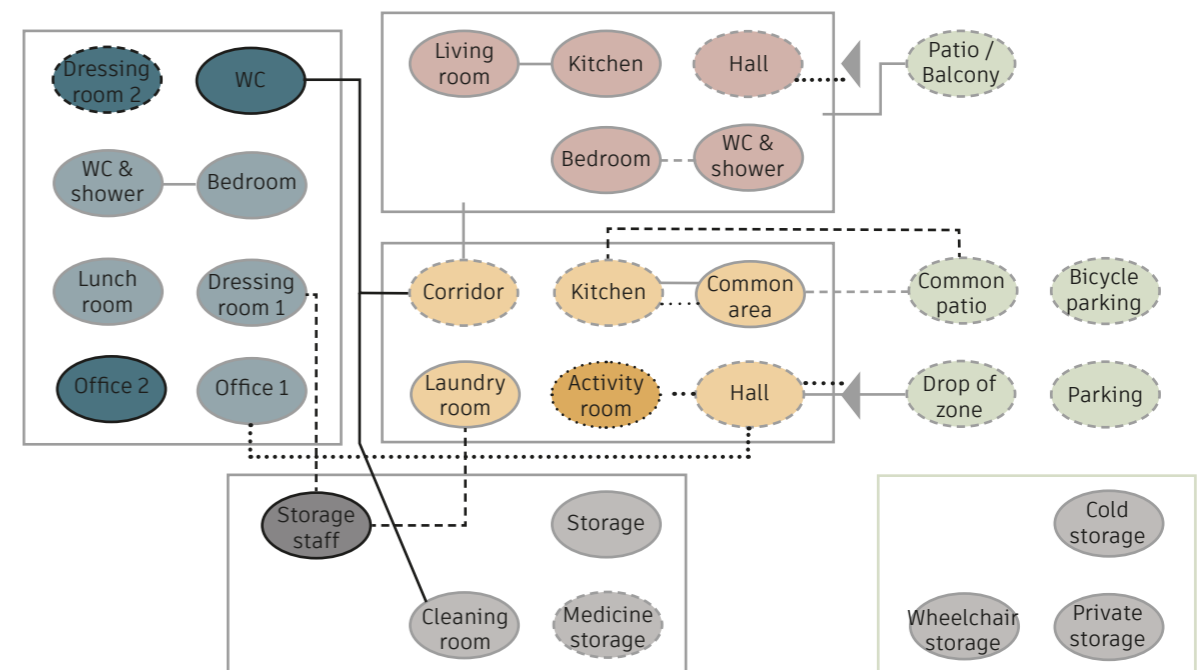 Dressing
room 2
WC
WC &
shower
Bedroom
Lunch
room
Dressing
room 1
Office 2
Office 1
Living
room
Kitchen
Hall
Bedroom
WC &
shower
Patio /
Balcony
Corridor
Kitchen
Common
area
Laundry
room
Activity
room
Hall
Common
patio
Bicycle
parking
Drop of
zone
Parking
Storage
staff
Storage
Cleaning
room
Medicine
storage
Cold
storage
Wheelchair
storage
Private
storage